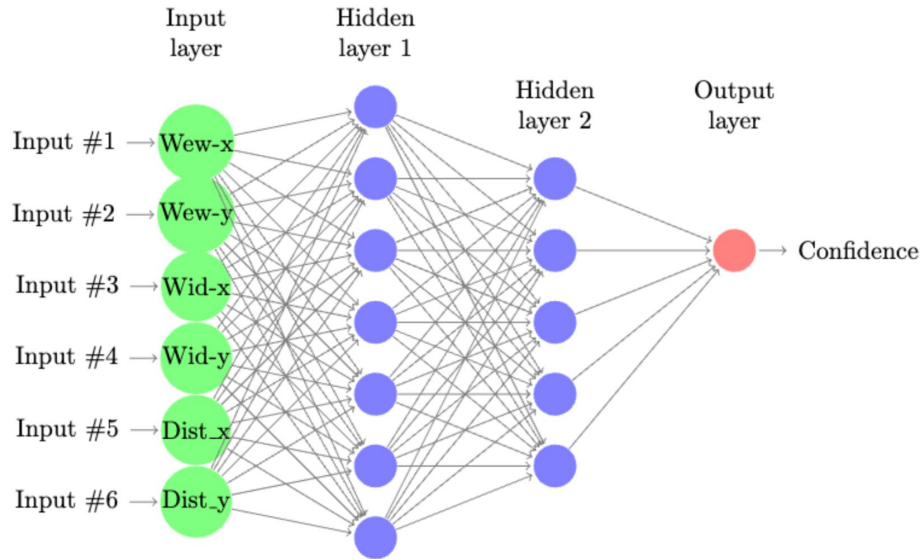 Input
layer
Hidden
layer 1
Hidden
layer 2
Output
layer
Input #1
Wew-x
Input #2
Wew-y
Input #3
Wid-x
Input #4
Wid-y
Input #5
Dist_x
Input #6
Dist_y
Confidence